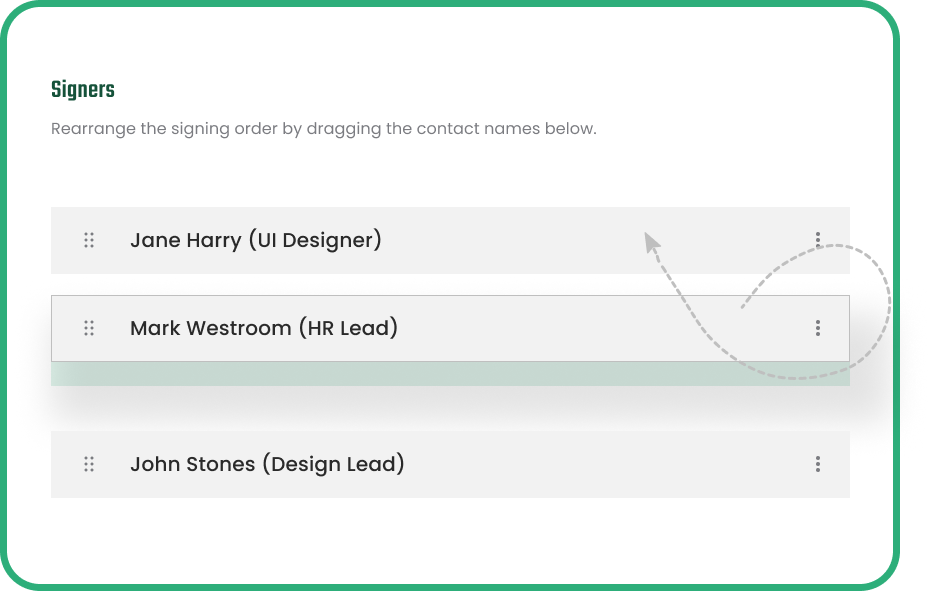 Signers
Rearrange the signing order by dragging the contact names below.
Jane Harry (UI Designer)
Mark Westroom (HR Lead)
John Stones (Design Lead)